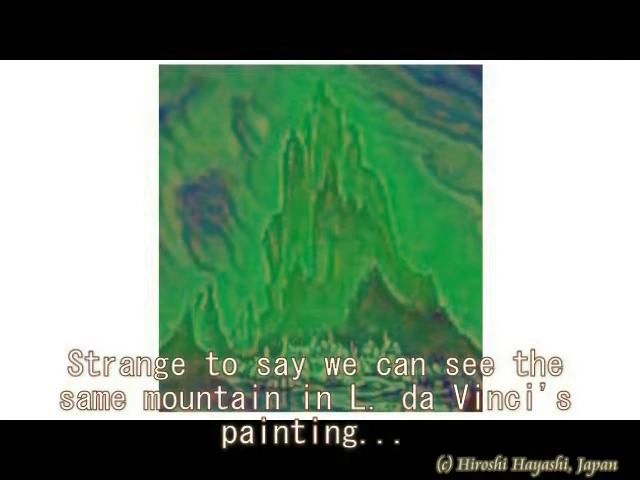 Strange to say we can see the
same mountain in L. da Vinci's
painting...
(c) Hiroshi Hayashi, Japan